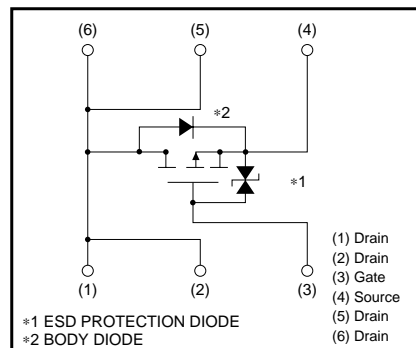 (6) (5) (4)
∗2
∗1
(1) (2) (3)
(1) Drain
(2) Drain
(3) Gate
(4) Source
(5) Drain
(6) Drain
∗1 ESD PROTECTION DIODE
∗2 BODY DIODE